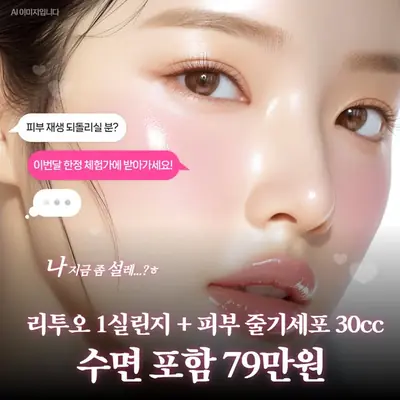 AI 이미지입니다
피부 재생 되돌리실 분?
이번달 한정 체험가에 받아가세요!
나 지금 좀 설레...?ㅎ
리투오 1실린지 + 피부 줄기세포 30cc
수면 포함 79만원